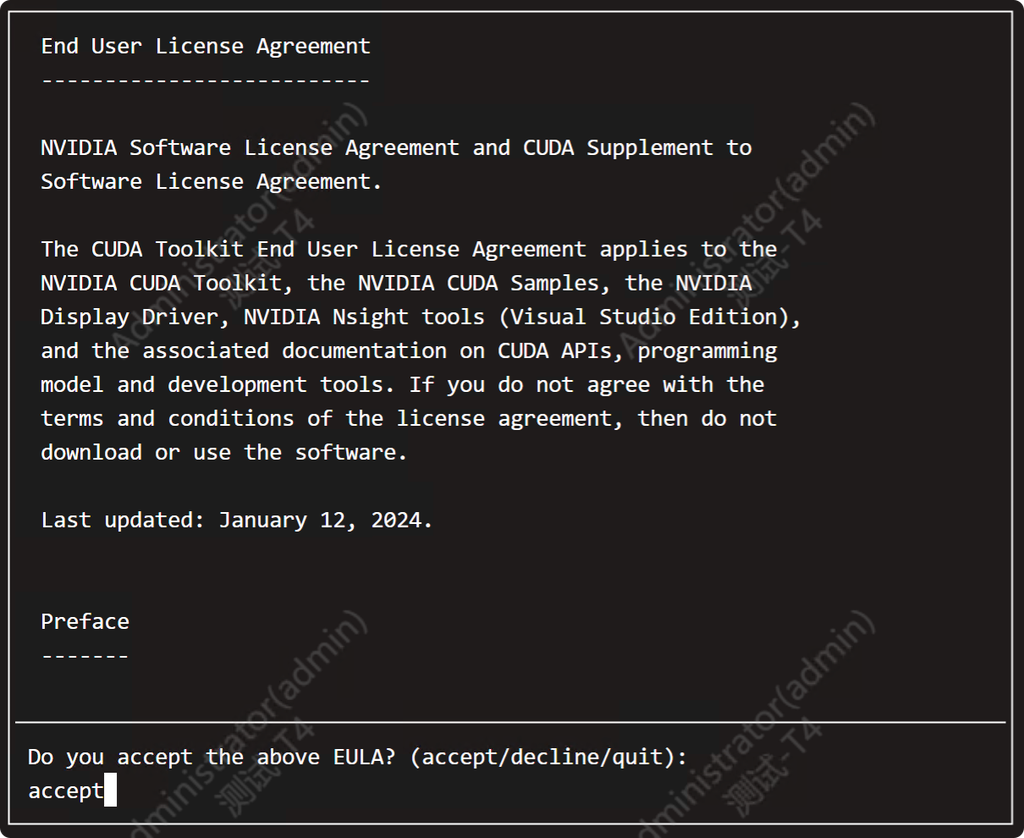 End User License Agreement
--------------------------
NVIDIA Software License Agreement and CUDA Supplement to
Software License Agreement.
The CUDA Toolkit End User License Agreement applies to the
NVIDIA CUDA Toolkit, the NVIDIA CUDA Samples, the NVIDIA
Display Driver, NVIDIA Nsight tools (Visual Studio Edition),
and the associated documentation on CUDA APIs, programming
model and development tools. If you do not agree with the
terms and conditions of the license agreement, then do not
download or use the software.
Last updated: January 12, 2024.
Preface
-------
Do you accept the above EULA? (accept/decline/quit):
accept
Administrator(admin)
测试-T4
Administrator(admin)
测试-T4
Administrator(admin)
测试-T4
Administrator(admin)
测试-T4